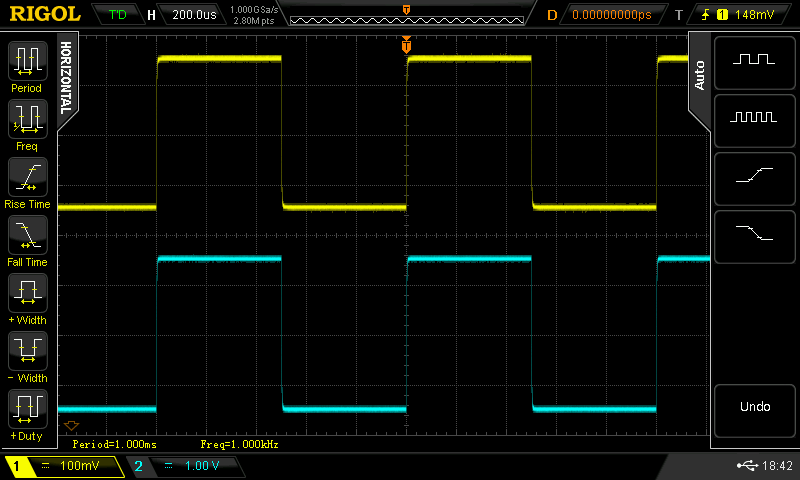 RIGOL T'D H 200.0us 1.000GSa/s D 0.00000000ps T 1 148mV
2.80M pts
T
HORIZONTAL
Auto
Period
Freq
Rise Time
Fall Time
+ Width
- Width
+Duty
Undo
Period=1.000ms Freq=1.000kHz
1 100mV 2 1.00 V 18:42